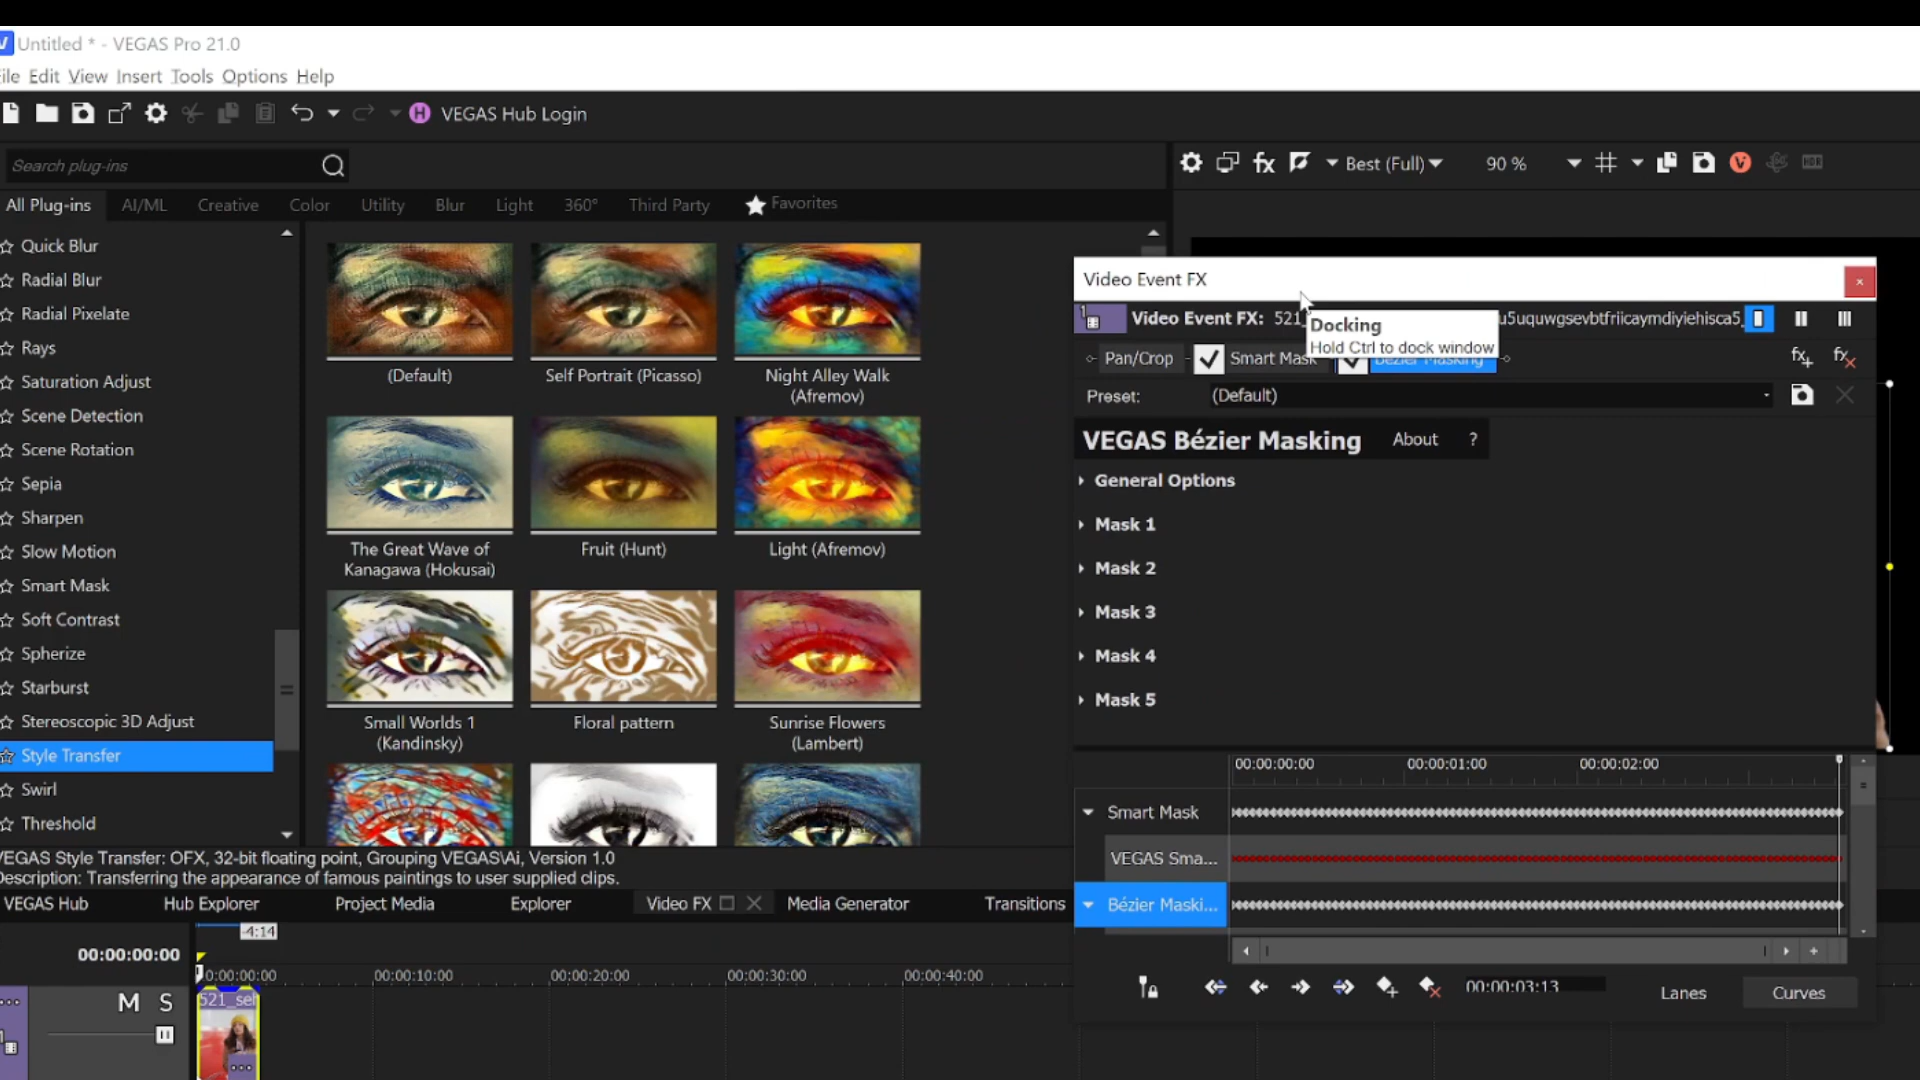 Untitled * - VEGAS Pro 21.0
File Edit View Insert Tools Options Help
H VEGAS Hub Login
Search plug-ins
Best (Full) 90 %
All Plug-ins AI/ML Creative Color Utility Blur Light 360° Third Party Favorites
Quick Blur
Radial Blur
Radial Pixelate
Rays
Saturation Adjust
Scene Detection
Scene Rotation
Sepia
Sharpen
Slow Motion
Smart Mask
Soft Contrast
Spherize
Starburst
Stereoscopic 3D Adjust
Style Transfer
Swirl
Threshold
(Default)
Self Portrait (Picasso)
Night Alley Walk
(Afremov)
The Great Wave of
Kanagawa (Hokusai)
Fruit (Hunt)
Light (Afremov)
Small Worlds 1
(Kandinsky)
Floral pattern
Sunrise Flowers
(Lambert)
VEGAS Style Transfer: OFX, 32-bit floating point, Grouping VEGAS\Ai, Version 1.0
Description: Transferring the appearance of famous paintings to user supplied clips.
VEGAS Hub Hub Explorer Project Media Explorer Video FX Media Generator Transitions
Video Event FX
Video Event FX: 521_ u5uquwgsevbtfriicaymdiyiehisca5_
Docking
Hold Ctrl to dock window
Pan/Crop Smart Mask Bézier Masking
Preset: (Default)
VEGAS Bézier Masking About ?
General Options
Mask 1
Mask 2
Mask 3
Mask 4
Mask 5
00:00:00:00 00:00:01:00 00:00:02:00
Smart Mask
VEGAS Sma...
Bézier Maski...
00:00:03:13
Lanes Curves
-4:14
00:00:00:00
0:00:00:00 00:00:10:00 00:00:20:00 00:00:30:00 00:00:40:00
M S
521_sel
1